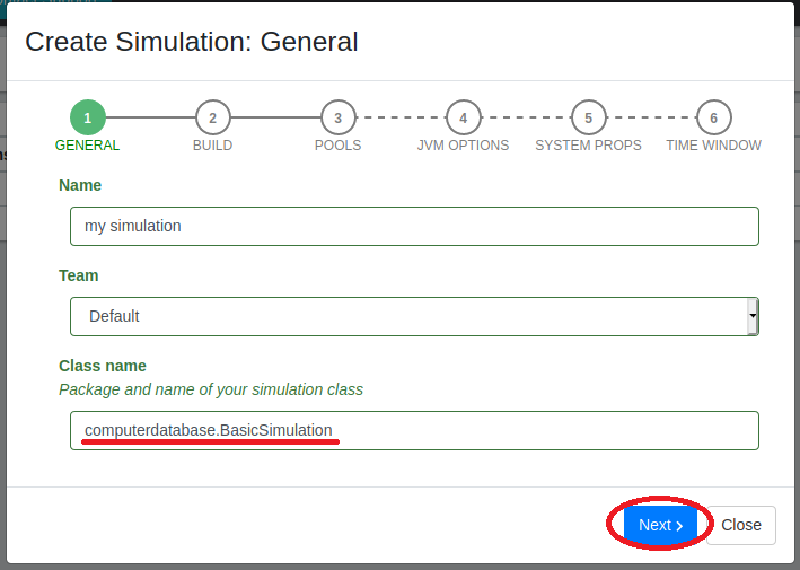 Create Simulation: General
1 2 3 4 5 6
GENERAL BUILD POOLS JVM OPTIONS SYSTEM PROPS TIME WINDOW
Name
my simulation
Team
Default
Class name
Package and name of your simulation class
computerdatabase.BasicSimulation
Next › Close